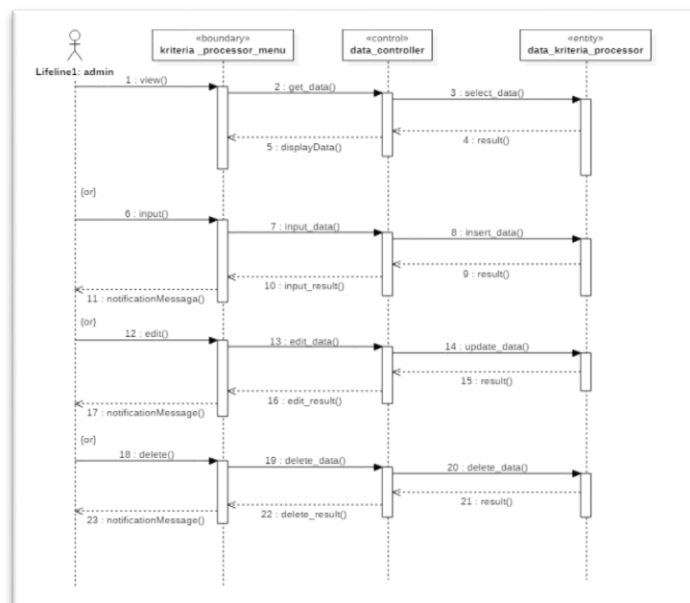 «boundary»
kriteria _processor_menu
«control»
data_controller
«entity»
data_kriteria_processor
Lifeline1: admin
1 : view()
2 : get_data()
3 : select_data()
4 : result()
5 : displayData()
{or}
6 : input()
7 : input_data()
8 : insert_data()
9 : result()
10 : input_result()
11 : notificationMessaga()
{or}
12 : edit()
13 : edit_data()
14 : update_data()
15 : result()
16 : edit_result()
17 : notificationMessage()
{or}
18 : delete()
19 : delete_data()
20 : delete_data()
21 : result()
22 : delete_result()
23 : notificationMessage()